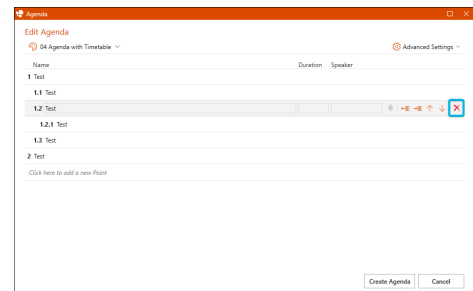 Agenda
Edit Agenda
04 Agenda with Timetable
Advanced Settings
Name Duration Speaker
1 Test
1.1 Test
1.2 Test
1.2.1 Test
1.3 Test
2 Test
Click here to add a new Point
Create Agenda Cancel